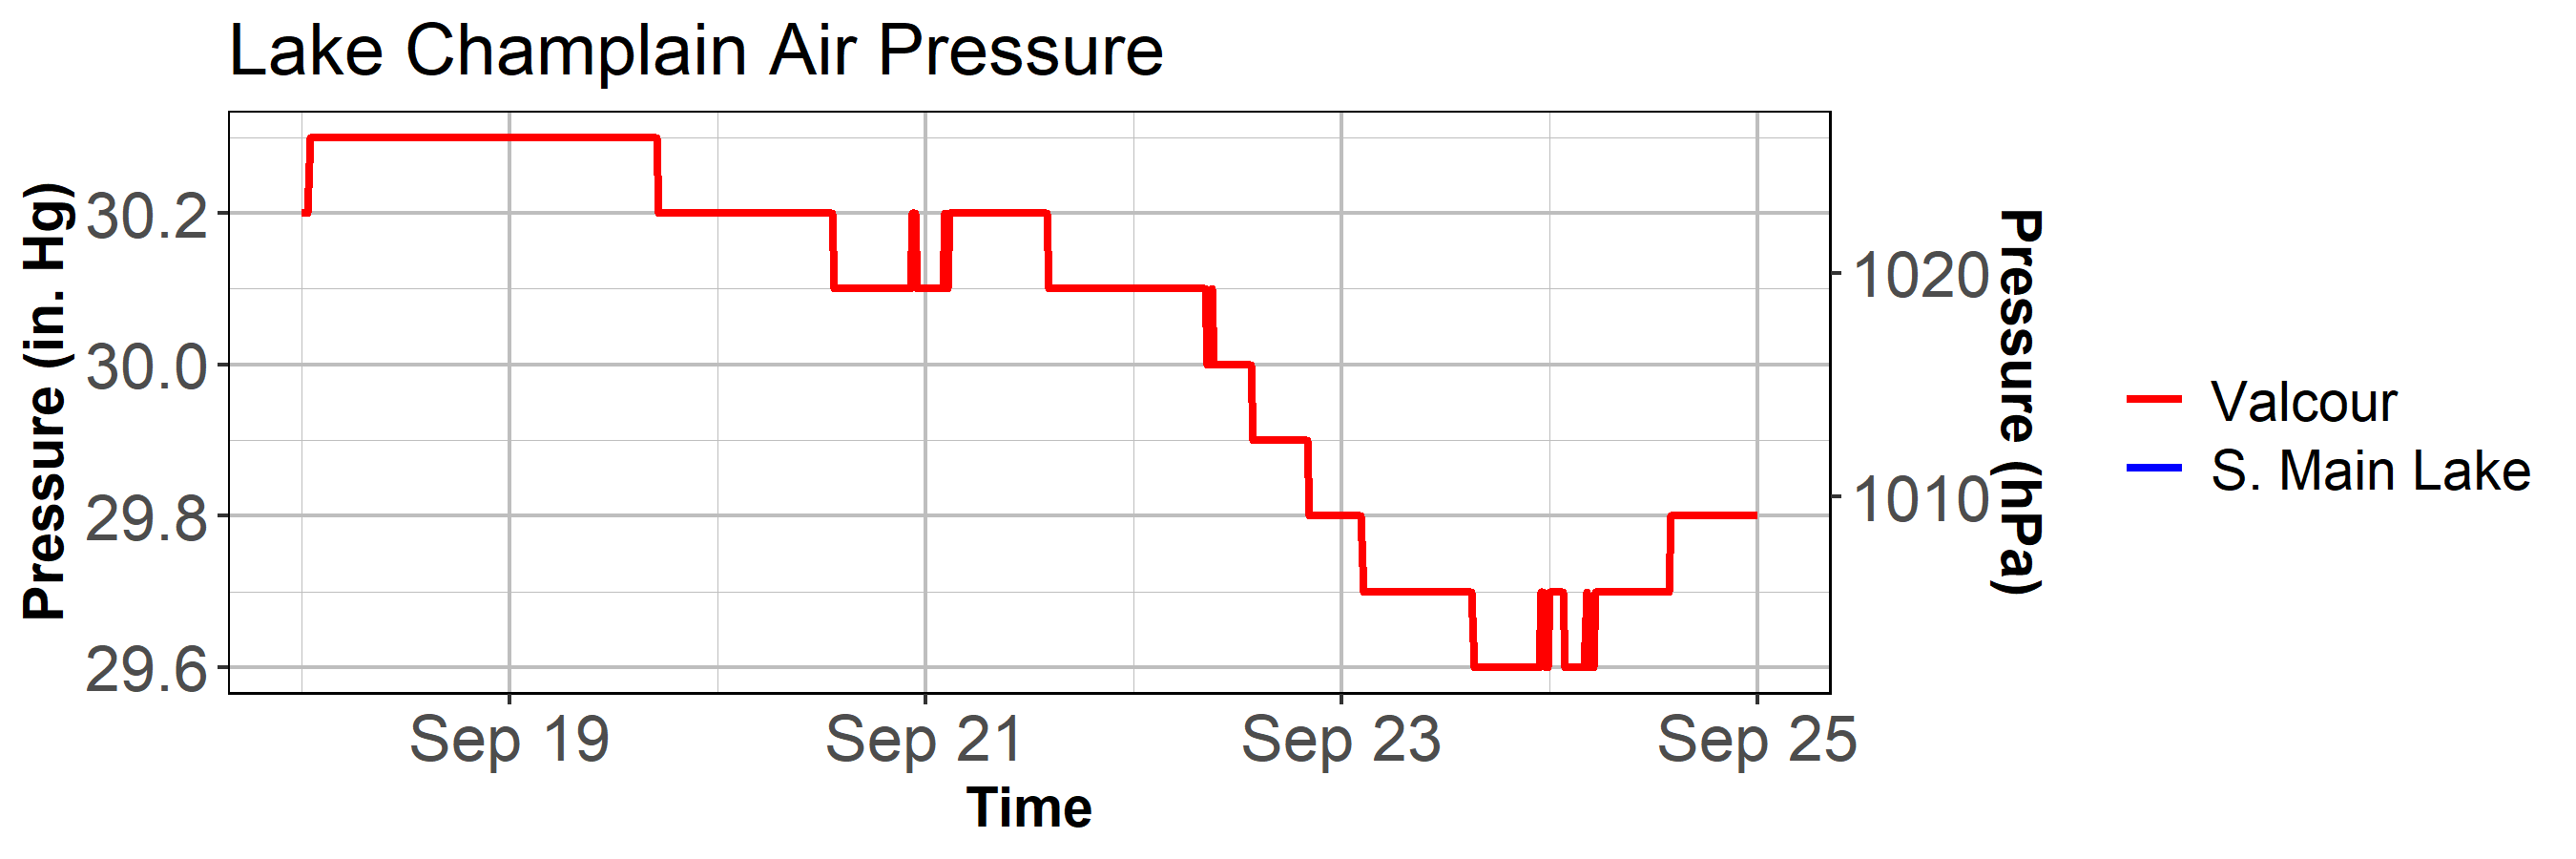 Lake Champlain Air Pressure
Pressure (in. Hg)
30.2
30.0
29.8
29.6
Sep 19
Sep 21
Sep 23
Sep 25
Time
1020
1010
Pressure (hPa)
Valcour
S. Main Lake